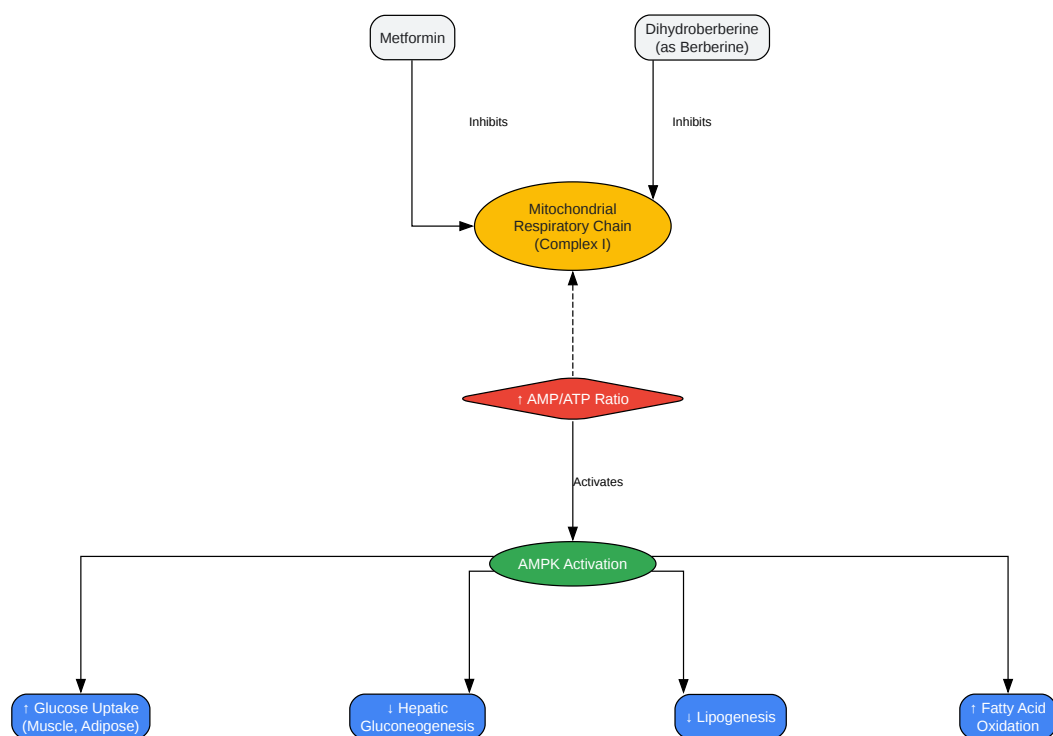 Metformin
Dihydroberberine
(as Berberine)
Inhibits
Inhibits
Mitochondrial
Respiratory Chain
(Complex I)
↑ AMP/ATP Ratio
Activates
AMPK Activation
↑ Glucose Uptake
(Muscle, Adipose)
↓ Hepatic
Gluconeogenesis
↓ Lipogenesis
↑ Fatty Acid
Oxidation